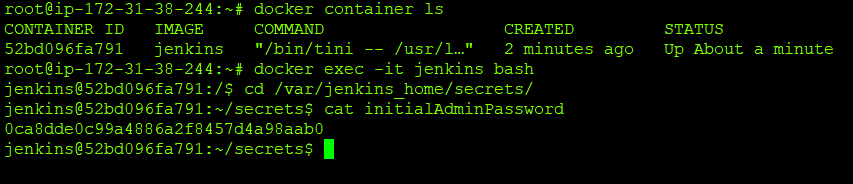 root@ip-172-31-38-244:~# docker container ls
CONTAINER ID   IMAGE     COMMAND                  CREATED         STATUS
52bd096fa791   jenkins   "/bin/tini -- /usr/l…"   2 minutes ago   Up About a minute
root@ip-172-31-38-244:~# docker exec -it jenkins bash
jenkins@52bd096fa791:/$ cd /var/jenkins_home/secrets/
jenkins@52bd096fa791:~/secrets$ cat initialAdminPassword
0ca8dde0c99a4886a2f8457d4a98aab0
jenkins@52bd096fa791:~/secrets$